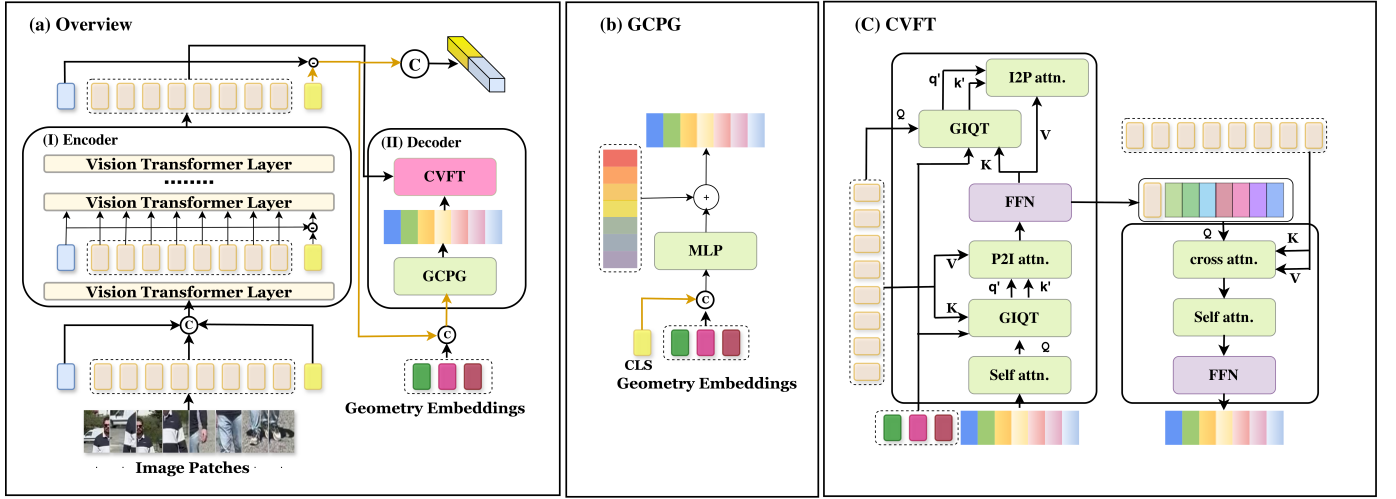 (a) Overview
C
(I) Encoder
Vision Transformer Layer
........
Vision Transformer Layer
Vision Transformer Layer
C
Image Patches
(II) Decoder
CVFT
GCPG
C
Geometry Embeddings
(b) GCPG
+
MLP
C
CLS
Geometry Embeddings
(C) CVFT
I2P attn.
q'
k'
Q
GIQT
V
K
FFN
P2I attn.
V
q'
k'
K
GIQT
Q
Self attn.
Q
K
cross attn.
V
Self attn.
FFN